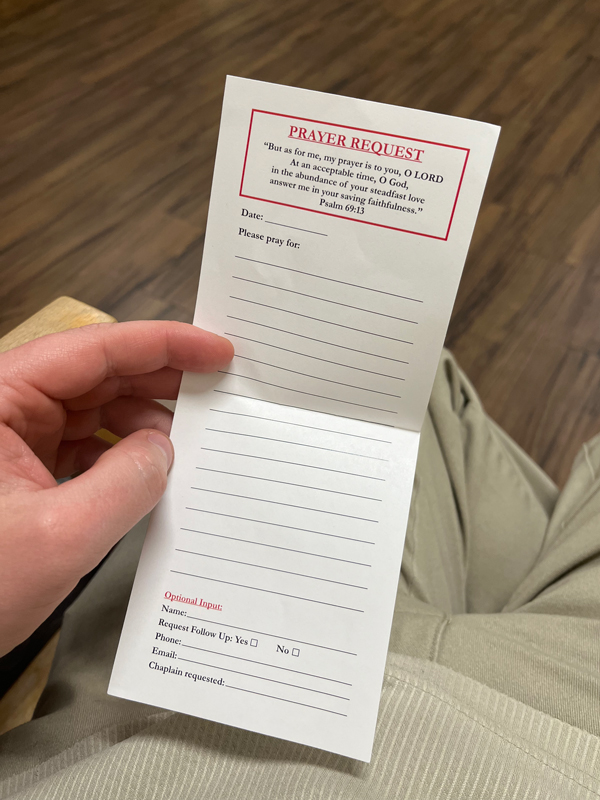 PRAYER REQUEST
“But as for me, my prayer is to you, O LORD
At an acceptable time, O God,
in the abundance of your steadfast love
answer me in your saving faithfulness.”
Psalm 69:13
Date:
Please pray for:
Optional Input:
Name:
Request Follow Up: Yes ☐ No ☐
Phone:
Email:
Chaplain requested: